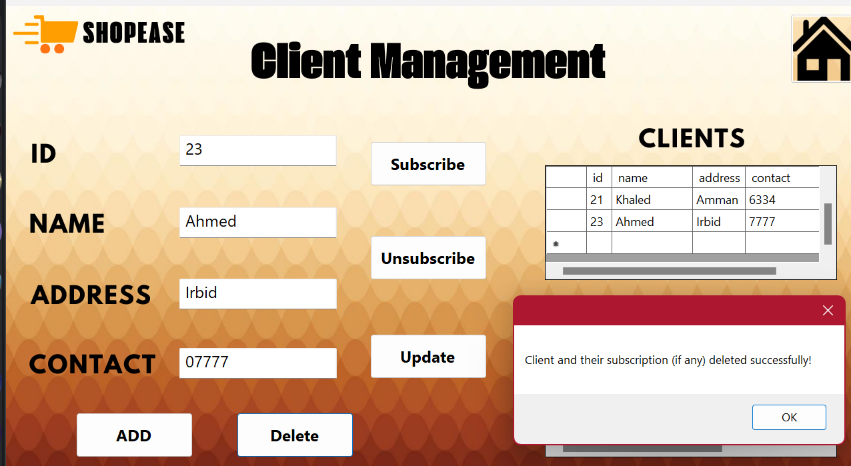 SHOPEASE
Client Management
ID
23
Subscribe
NAME
Ahmed
Unsubscribe
ADDRESS
Irbid
CONTACT
07777
Update
ADD
Delete
CLIENTS
id name address contact
21 Khaled Amman 6334
23 Ahmed Irbid 7777
*
Client and their subscription (if any) deleted successfully!
OK